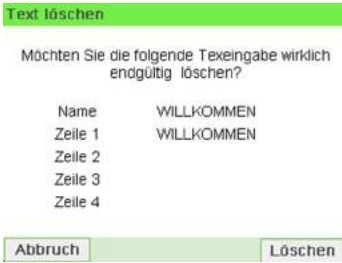 Text löschen
Möchten Sie die folgende Texeingabe wirklich
endgültig löschen?
Name WILLKOMMEN
Zeile 1 WILLKOMMEN
Zeile 2
Zeile 3
Zeile 4
Abbruch Löschen